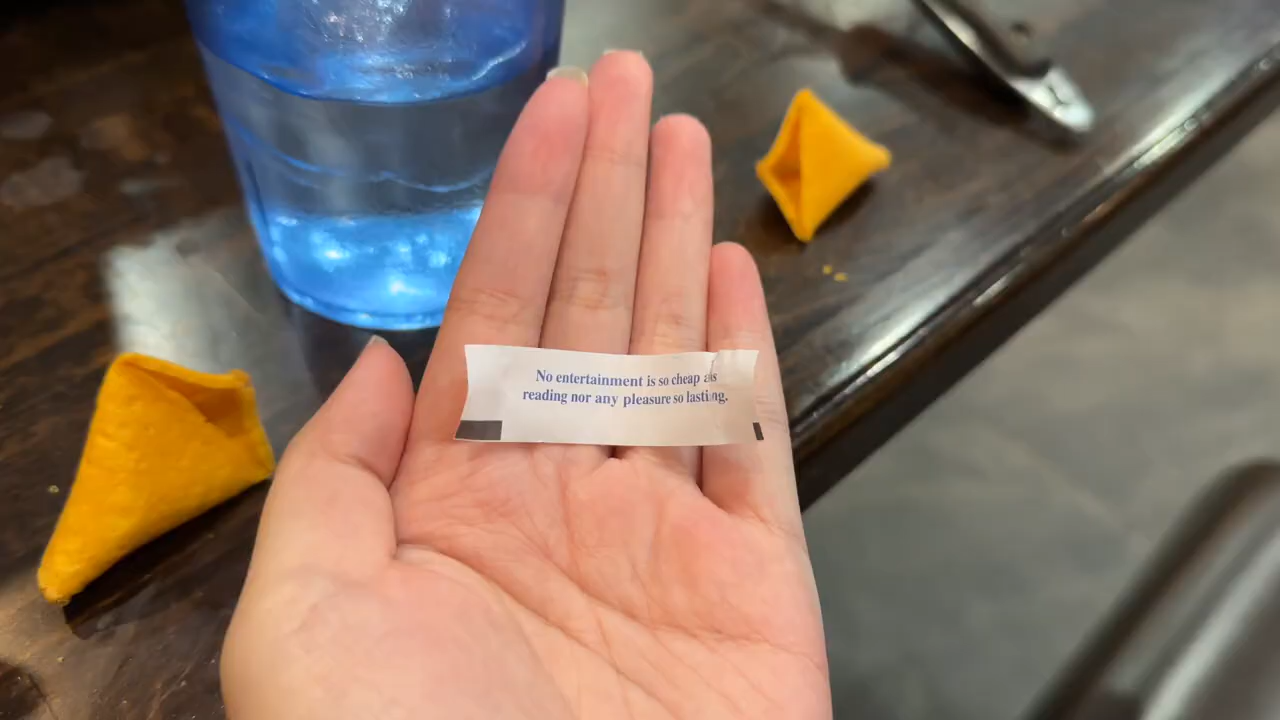 No entertainment is so cheap as
reading nor any pleasure so lasting.